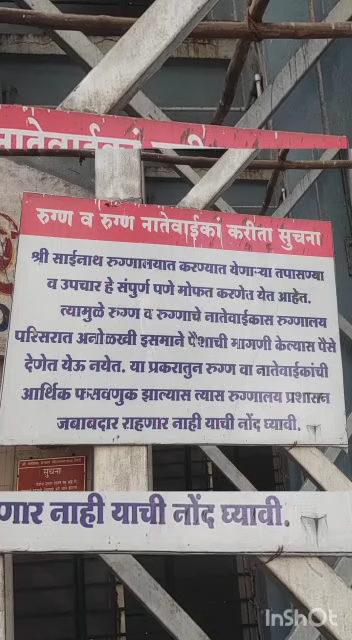 नातेवाईकां
रुग्ण व रुग्ण नातेवाईकां करीता सुचना
श्री साईनाथ रुग्णालयात करण्यात येणाऱ्या तपासण्या
व उपचार हे संपुर्ण पणे मोफत करणेत येत आहेत.
त्यामुळे रुग्ण व रुग्णाचे नातेवाईकास रुग्णालय
परिसरात अनोळखी इसमाने पैशाची मागणी केल्यास पैसे
देणेत येऊ नयेत. या प्रकरातुन रुग्ण वा नातेवाईकांची
आर्थिक फसवणुक झाल्यास त्यास रुग्णालय प्रशासन
जबाबदार राहणार नाही याची नोंद घ्यावी.
सुचना
णार नाही याची नोंद घ्यावी.
InShOt